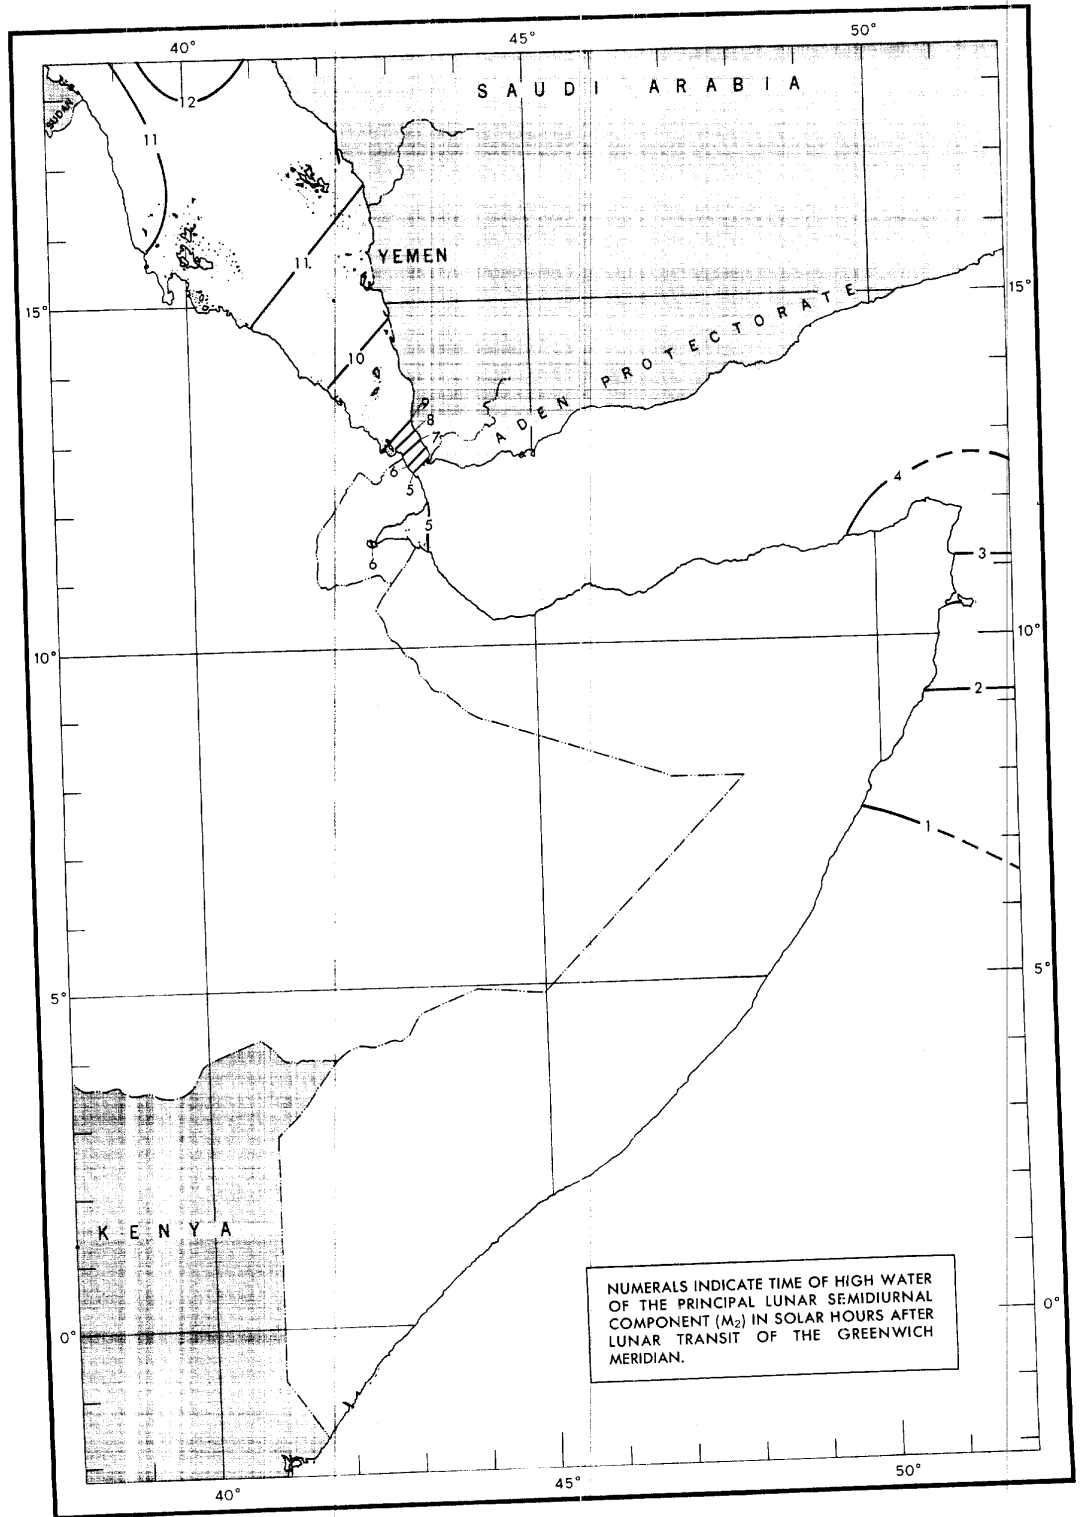 40°
45°
50°
SAUDI ARABIA
SUDAN
12
11
11
YEMEN
15°
15°
ADEN PROTECTORATE
10
9
8
7
6
5
4
5
6
3
10°
10°
2
1
5°
5°
KENYA
NUMERALS INDICATE TIME OF HIGH WATER
OF THE PRINCIPAL LUNAR SEMIDIURNAL
COMPONENT (M₂) IN SOLAR HOURS AFTER
LUNAR TRANSIT OF THE GREENWICH
MERIDIAN.
0°
0°
40°
45°
50°